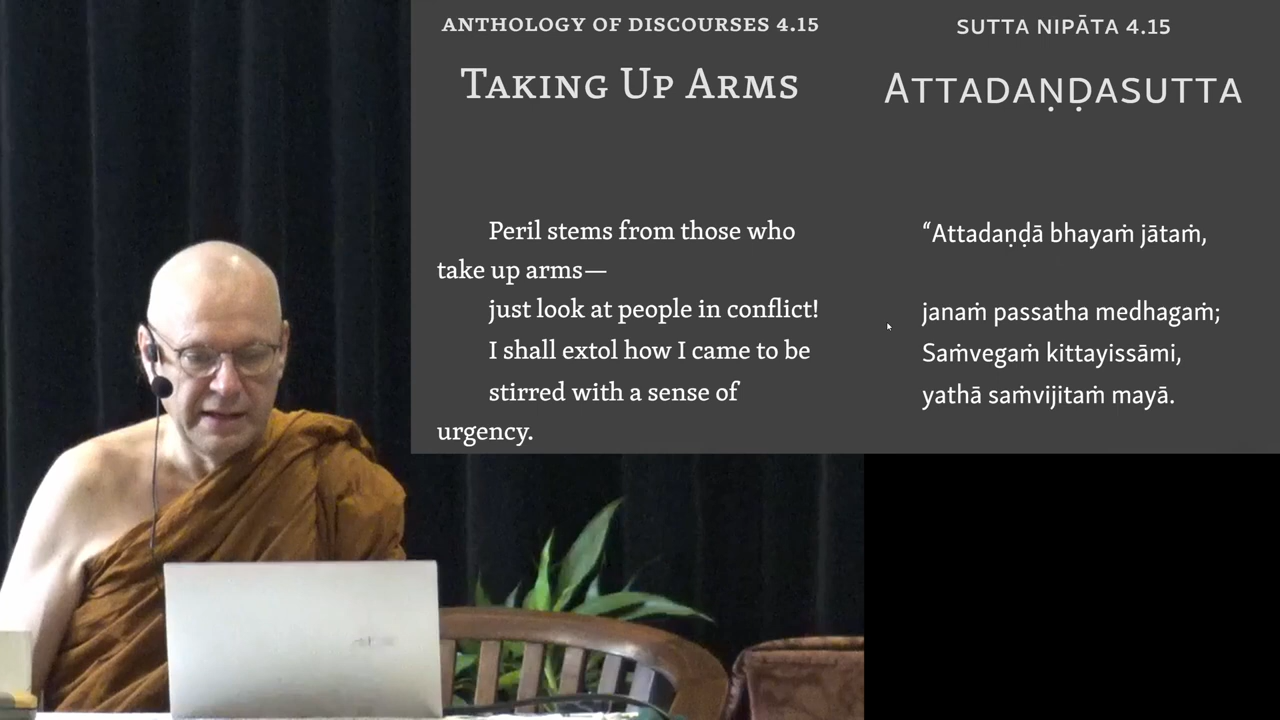 ANTHOLOGY OF DISCOURSES 4.15
TAKING UP ARMS
Peril stems from those who
take up arms—
just look at people in conflict!
I shall extol how I came to be
stirred with a sense of
urgency.
SUTTA NIPĀTA 4.15
ATTADAṆḌASUTTA
“Attadaṇḍā bhayaṁ jātaṁ,
janaṁ passatha medhagaṁ;
Saṁvegaṁ kittayissāmi,
yathā saṁvijitaṁ mayā.